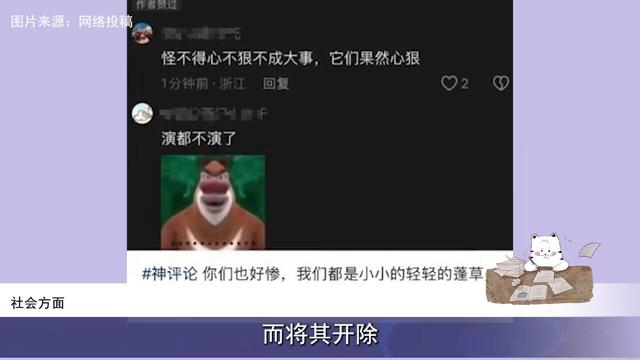 图片来源：网络投稿
作者赞过
怪不得心不狠不成大事，它们果然心狠
1分钟前·浙江 回复
2
演都不演了
#神评论 你们也好惨，我们都是小小的轻轻的蓬草
社会方面
而将其开除